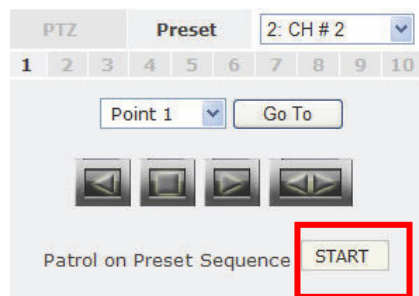 PTZ Preset 2: CH # 2
1 2 3 4 5 6 7 8 9 10
Point 1 Go To
Patrol on Preset Sequence START